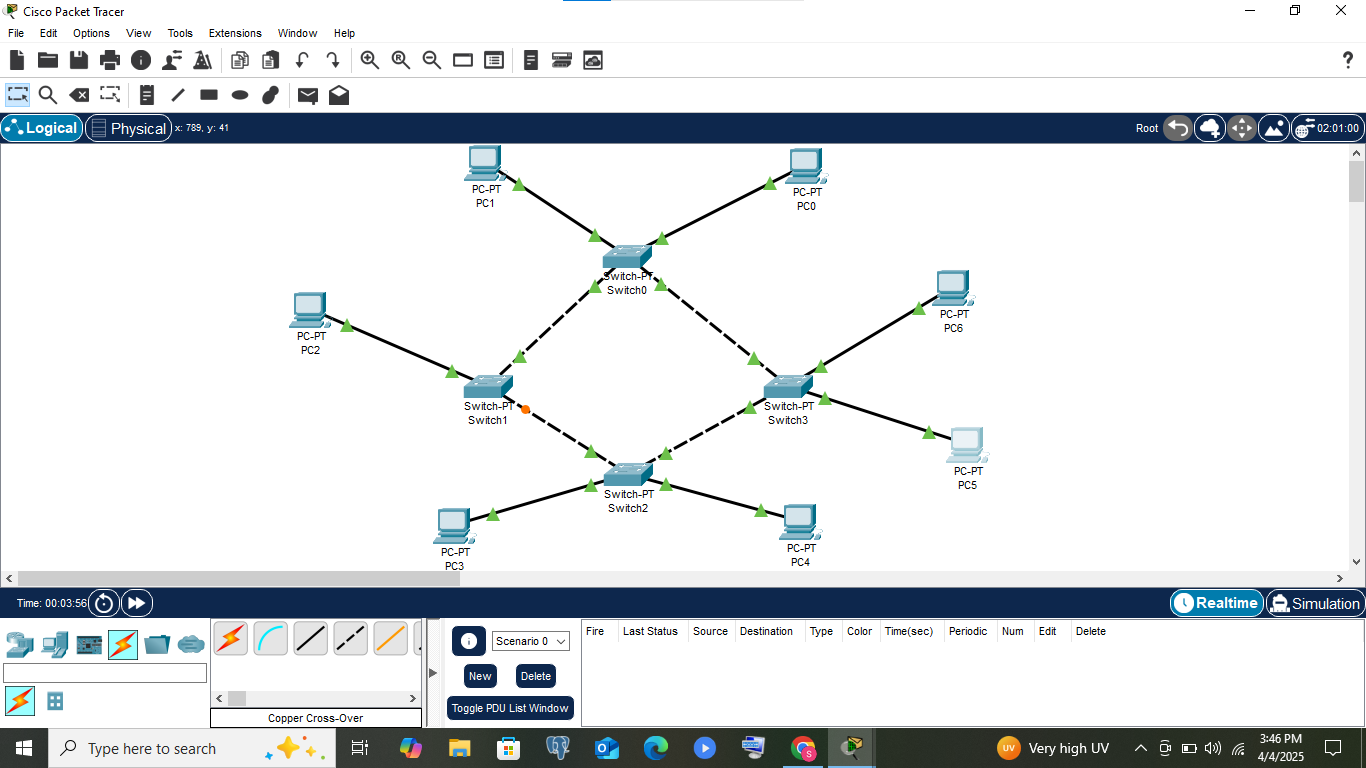 Cisco Packet Tracer
File Edit Options View Tools Extensions Window Help
Logical Physical x: 789, y: 41 Root 02:01:00
PC-PT
PC1
PC-PT
PC0
Switch-PT
Switch0
PC-PT
PC6
PC-PT
PC2
Switch-PT
Switch1
Switch-PT
Switch3
PC-PT
PC5
Switch-PT
Switch2
PC-PT
PC3
PC-PT
PC4
Time: 00:03:56 Realtime Simulation
Scenario 0
New Delete
Toggle PDU List Window
Copper Cross-Over
Fire Last Status Source Destination Type Color Time(sec) Periodic Num Edit Delete
Type here to search
UV Very high UV
3:46 PM
4/4/2025